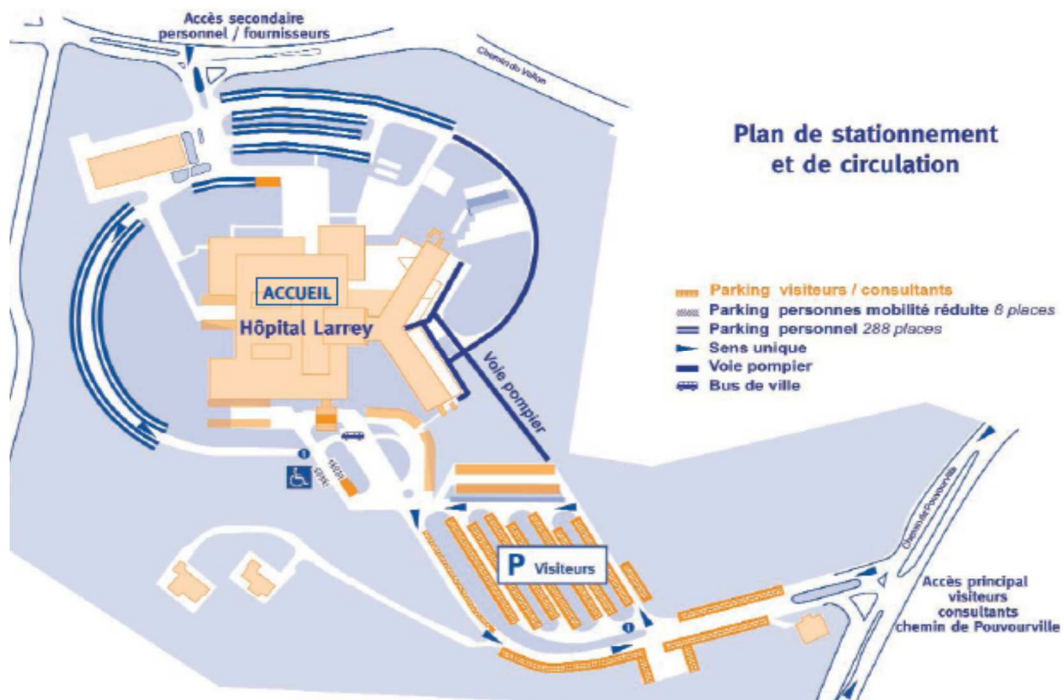 Accès secondaire
personnel / fournisseurs
Chemin du Vallon
Plan de stationnement
et de circulation
ACCUEIL
Hôpital Larrey
Parking visiteurs / consultants
Parking personnes mobilité réduite 8 places
Parking personnel 288 places
Sens unique
Voie pompier
Bus de ville
Voie pompier
P Visiteurs
Chemin de Pouvourville
Accès principal
visiteurs
consultants
chemin de Pouvourville